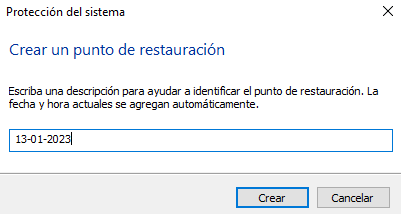 Protección del sistema
Crear un punto de restauración
Escriba una descripción para ayudar a identificar el punto de restauración. La
fecha y hora actuales se agregan automáticamente.
13-01-2023
Crear
Cancelar